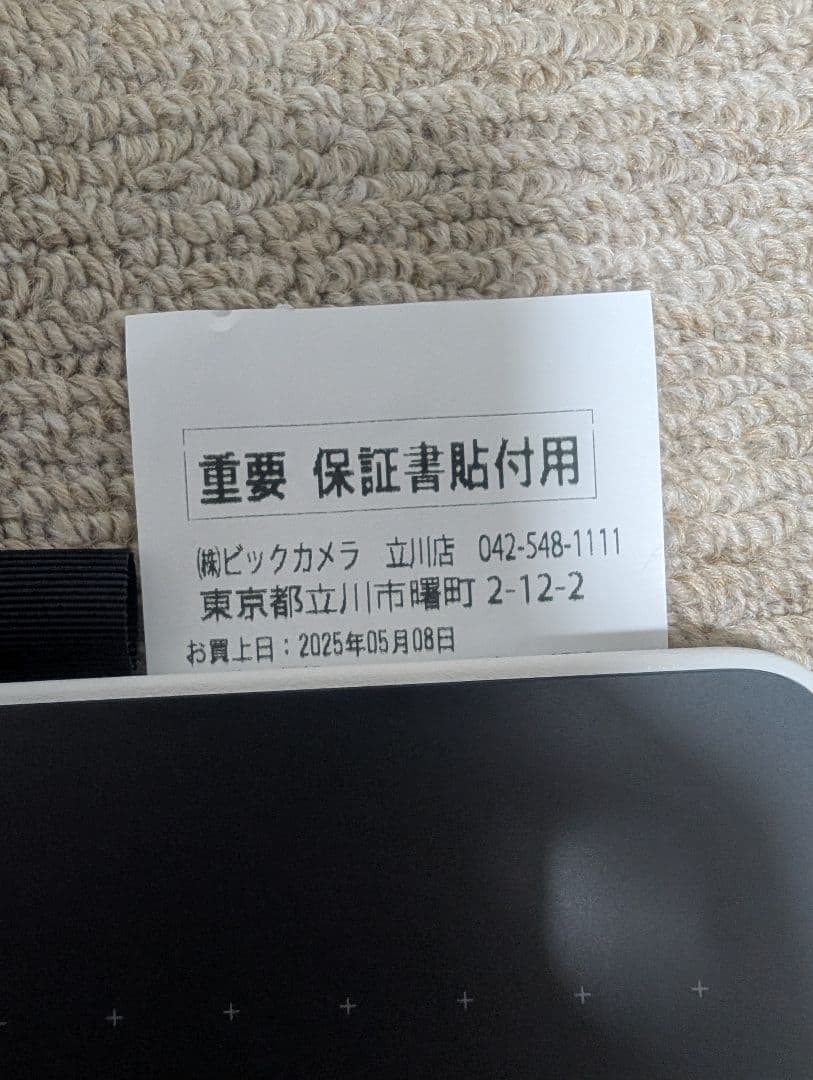 重要 保証書貼付用
㈱ビックカメラ 立川店 042-548-1111
東京都立川市曙町 2-12-2
お買上日：2025年05月08日